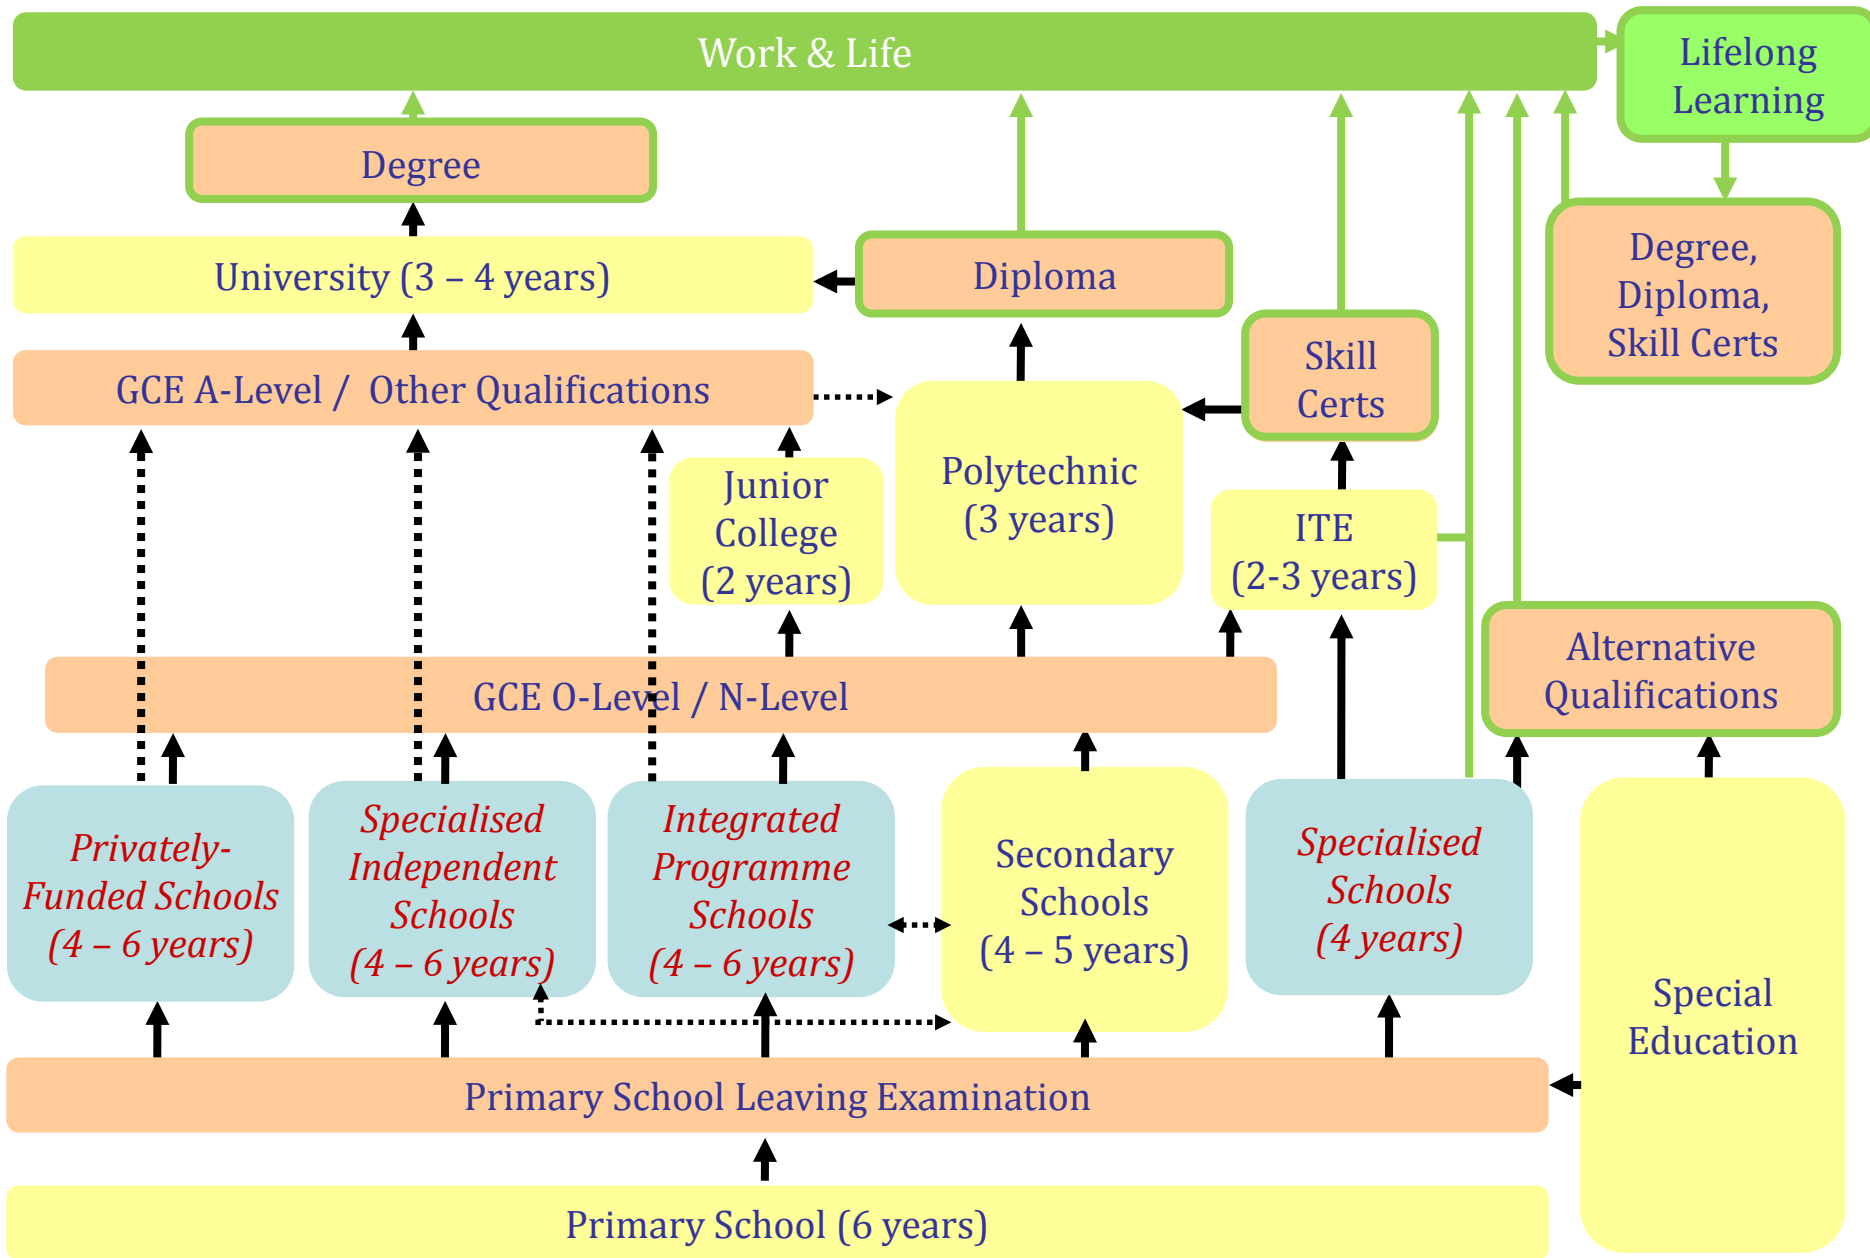 Work & Life
Lifelong
Learning
Degree
Degree,
Diploma,
Skill Certs
University (3 – 4 years)
Diploma
Skill
Certs
GCE A-Level / Other Qualifications
Junior
College
(2 years)
Polytechnic
(3 years)
ITE
(2-3 years)
Alternative
Qualifications
GCE O-Level / N-Level
Privately-
Funded Schools
(4 – 6 years)
Specialised
Independent
Schools
(4 – 6 years)
Integrated
Programme
Schools
(4 – 6 years)
Secondary
Schools
(4 – 5 years)
Specialised
Schools
(4 years)
Special
Education
Primary School Leaving Examination
Primary School (6 years)